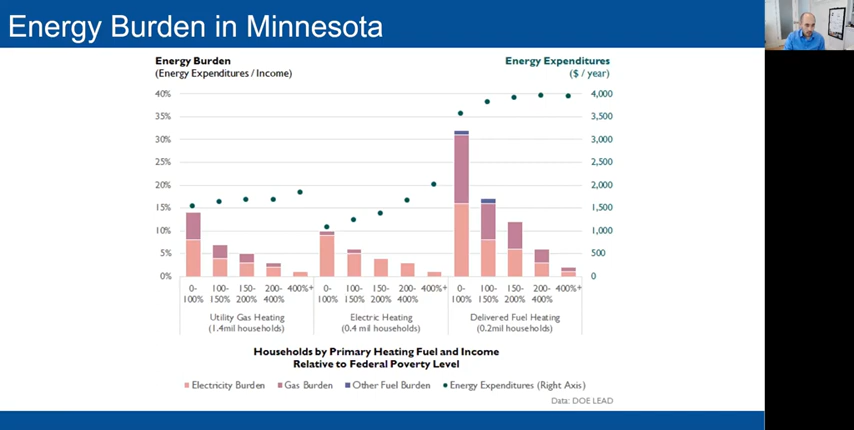 Energy Burden in Minnesota
Energy Burden
(Energy Expenditures / Income)
Energy Expenditures
($ / year)
40%
35%
30%
25%
20%
15%
10%
5%
0%
4,000
3,500
3,000
2,500
2,000
1,500
1,000
500
0
0-100% 100-150% 150-200% 200-400% 400%+
0-100% 100-150% 150-200% 200-400% 400%+
0-100% 100-150% 150-200% 200-400% 400%+
Utility Gas Heating
(1.4mil households)
Electric Heating
(0.4 mil households)
Delivered Fuel Heating
(0.2mil households)
Households by Primary Heating Fuel and Income
Relative to Federal Poverty Level
Electricity Burden Gas Burden Other Fuel Burden Energy Expenditures (Right Axis)
Data: DOE LEAD